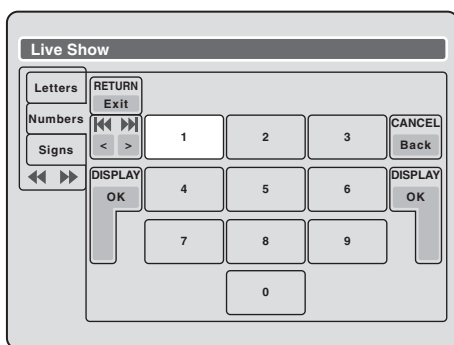 Live Show
Letters
RETURN
Exit
Numbers
< >
1
2
3
CANCEL
Back
Signs
DISPLAY
OK
4
5
6
DISPLAY
OK
7
8
9
0